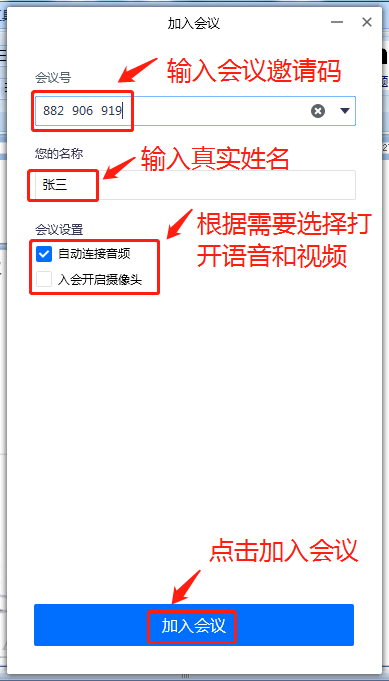 加入会议
会议号
输入会议邀请码
882 906 919
您的名称
输入真实姓名
张三
根据需要选择打
开语音和视频
会议设置
自动连接音频
入会开启摄像头
点击加入会议
加入会议